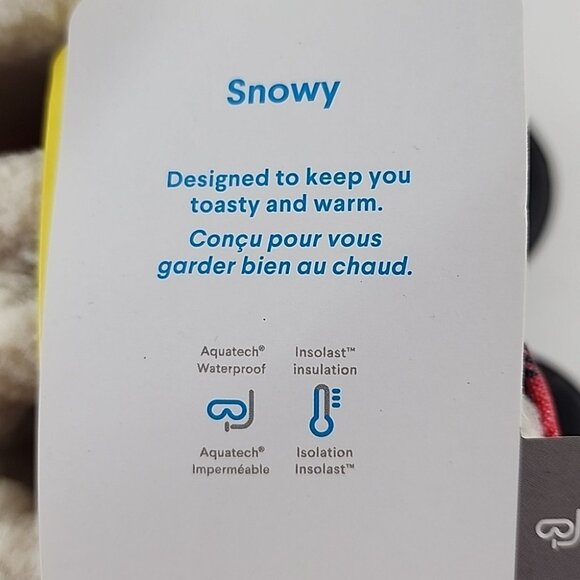 Snowy
Designed to keep you
toasty and warm.
Conçu pour vous
garder bien au chaud.
Aquatech® Insolast™
Waterproof insulation
Aquatech® Isolation
Imperméable Insolast™